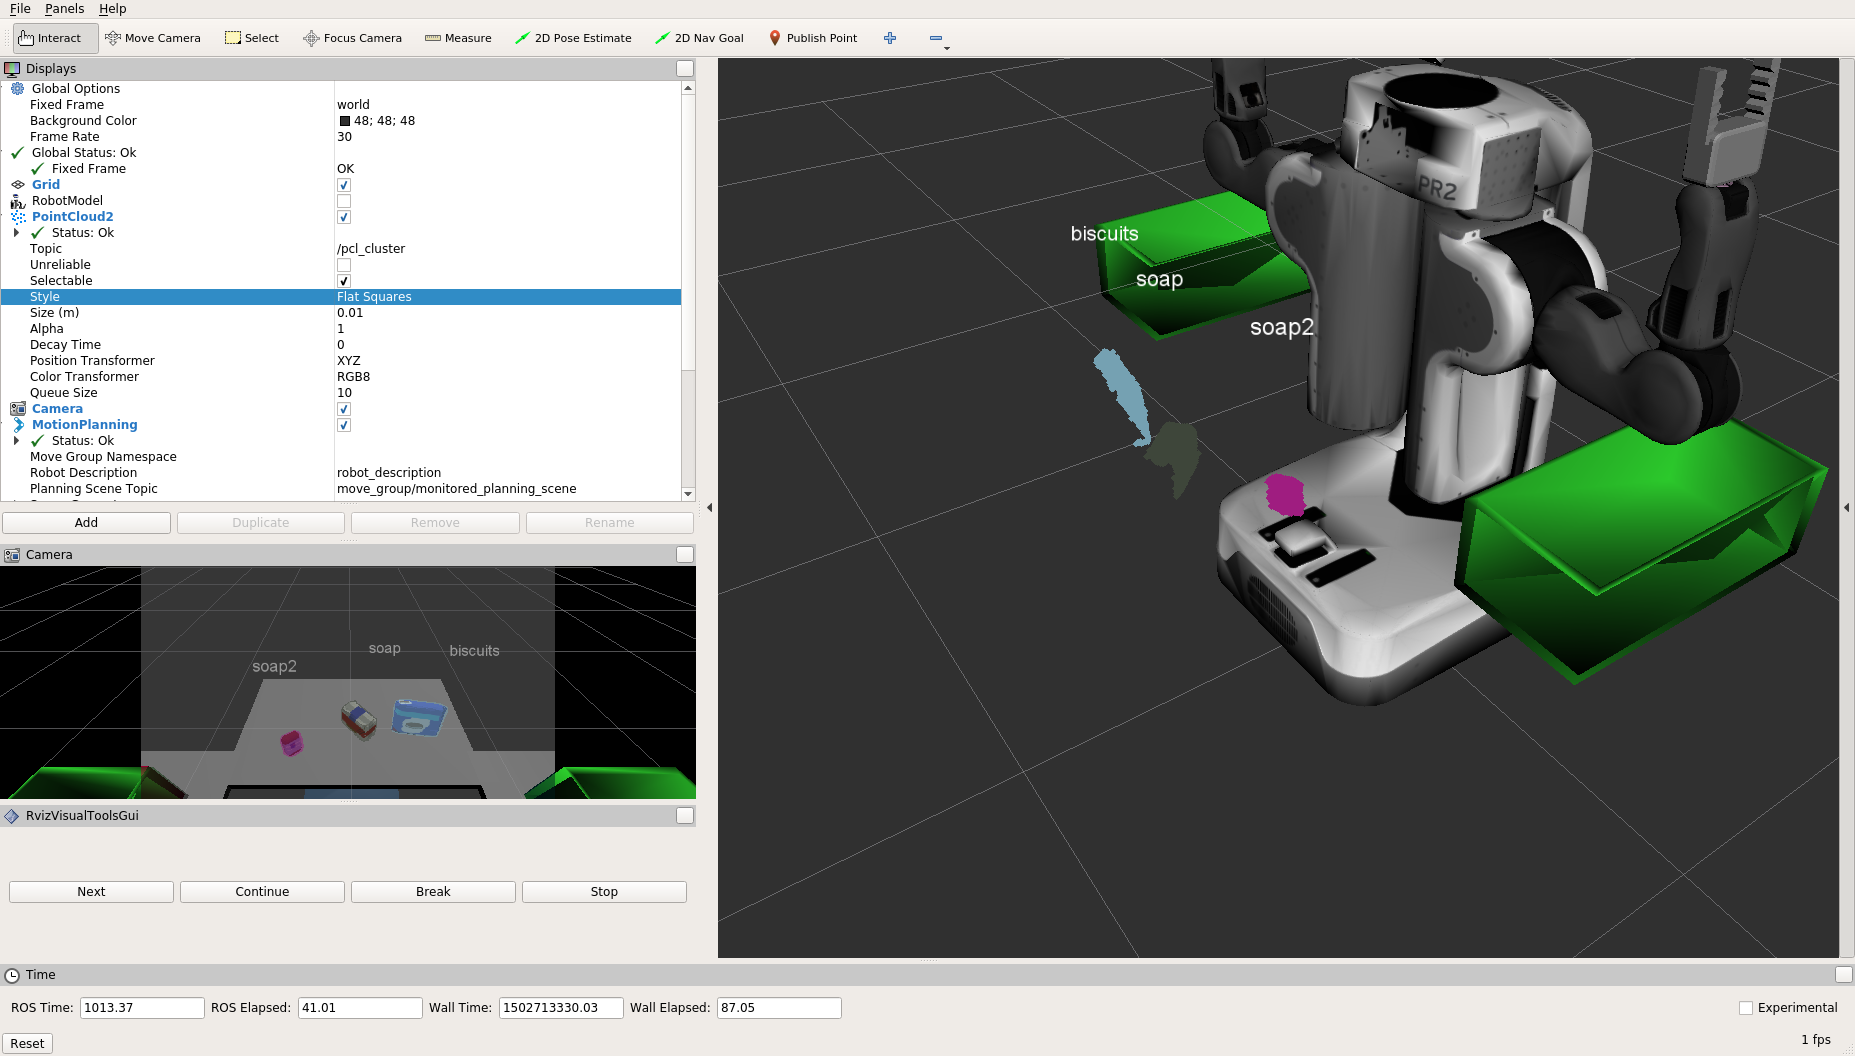 File Panels Help
Interact Move Camera Select Focus Camera Measure 2D Pose Estimate 2D Nav Goal Publish Point
Displays
Global Options
Fixed Frame world
Background Color 48; 48; 48
Frame Rate 30
Global Status: Ok
Fixed Frame OK
Grid
RobotModel
PointCloud2
Status: Ok
Topic /pcl_cluster
Unreliable
Selectable
Style Flat Squares
Size (m) 0.01
Alpha 1
Decay Time 0
Position Transformer XYZ
Color Transformer RGB8
Queue Size 10
Camera
MotionPlanning
Status: Ok
Move Group Namespace
Robot Description robot_description
Planning Scene Topic move_group/monitored_planning_scene
Add Duplicate Remove Rename
Camera
soap biscuits
soap2
RvizVisualToolsGui
Next Continue Break Stop
PR2
biscuits
soap
soap2
Time
ROS Time: 1013.37 ROS Elapsed: 41.01 Wall Time: 1502713330.03 Wall Elapsed: 87.05 Experimental
Reset 1 fps